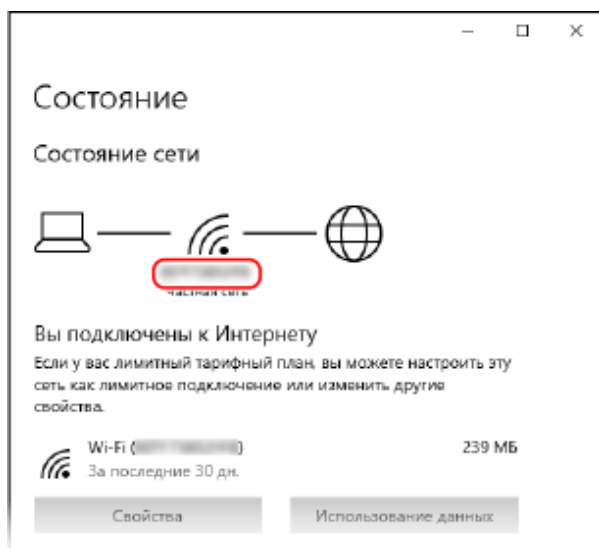 Состояние
Состояние сети
Частная сеть
Вы подключены к Интернету
Если у вас лимитный тарифный план, вы можете настроить эту
сеть как лимитное подключение или изменить другие
свойства.
Wi-Fi ( )
239 МБ
За последние 30 дн.
Свойства
Использование данных